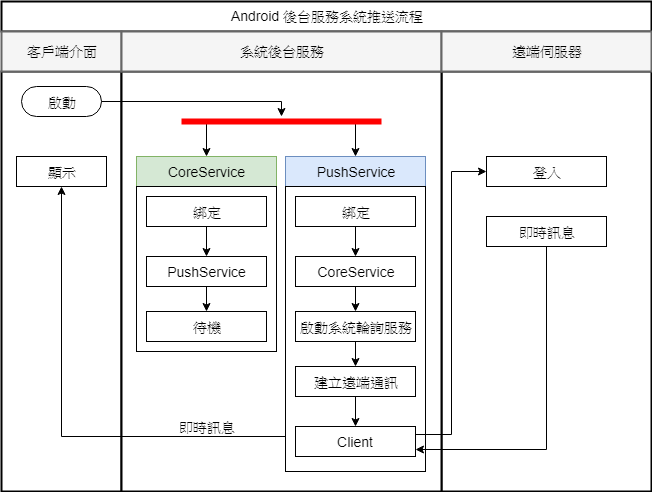 Android 後台服務系統推送流程
客戶端介面
系統後台服務
遠端伺服器
啟動
顯示
CoreService
PushService
登入
綁定
綁定
即時訊息
PushService
CoreService
待機
啟動系統輪詢服務
建立遠端通訊
即時訊息
Client